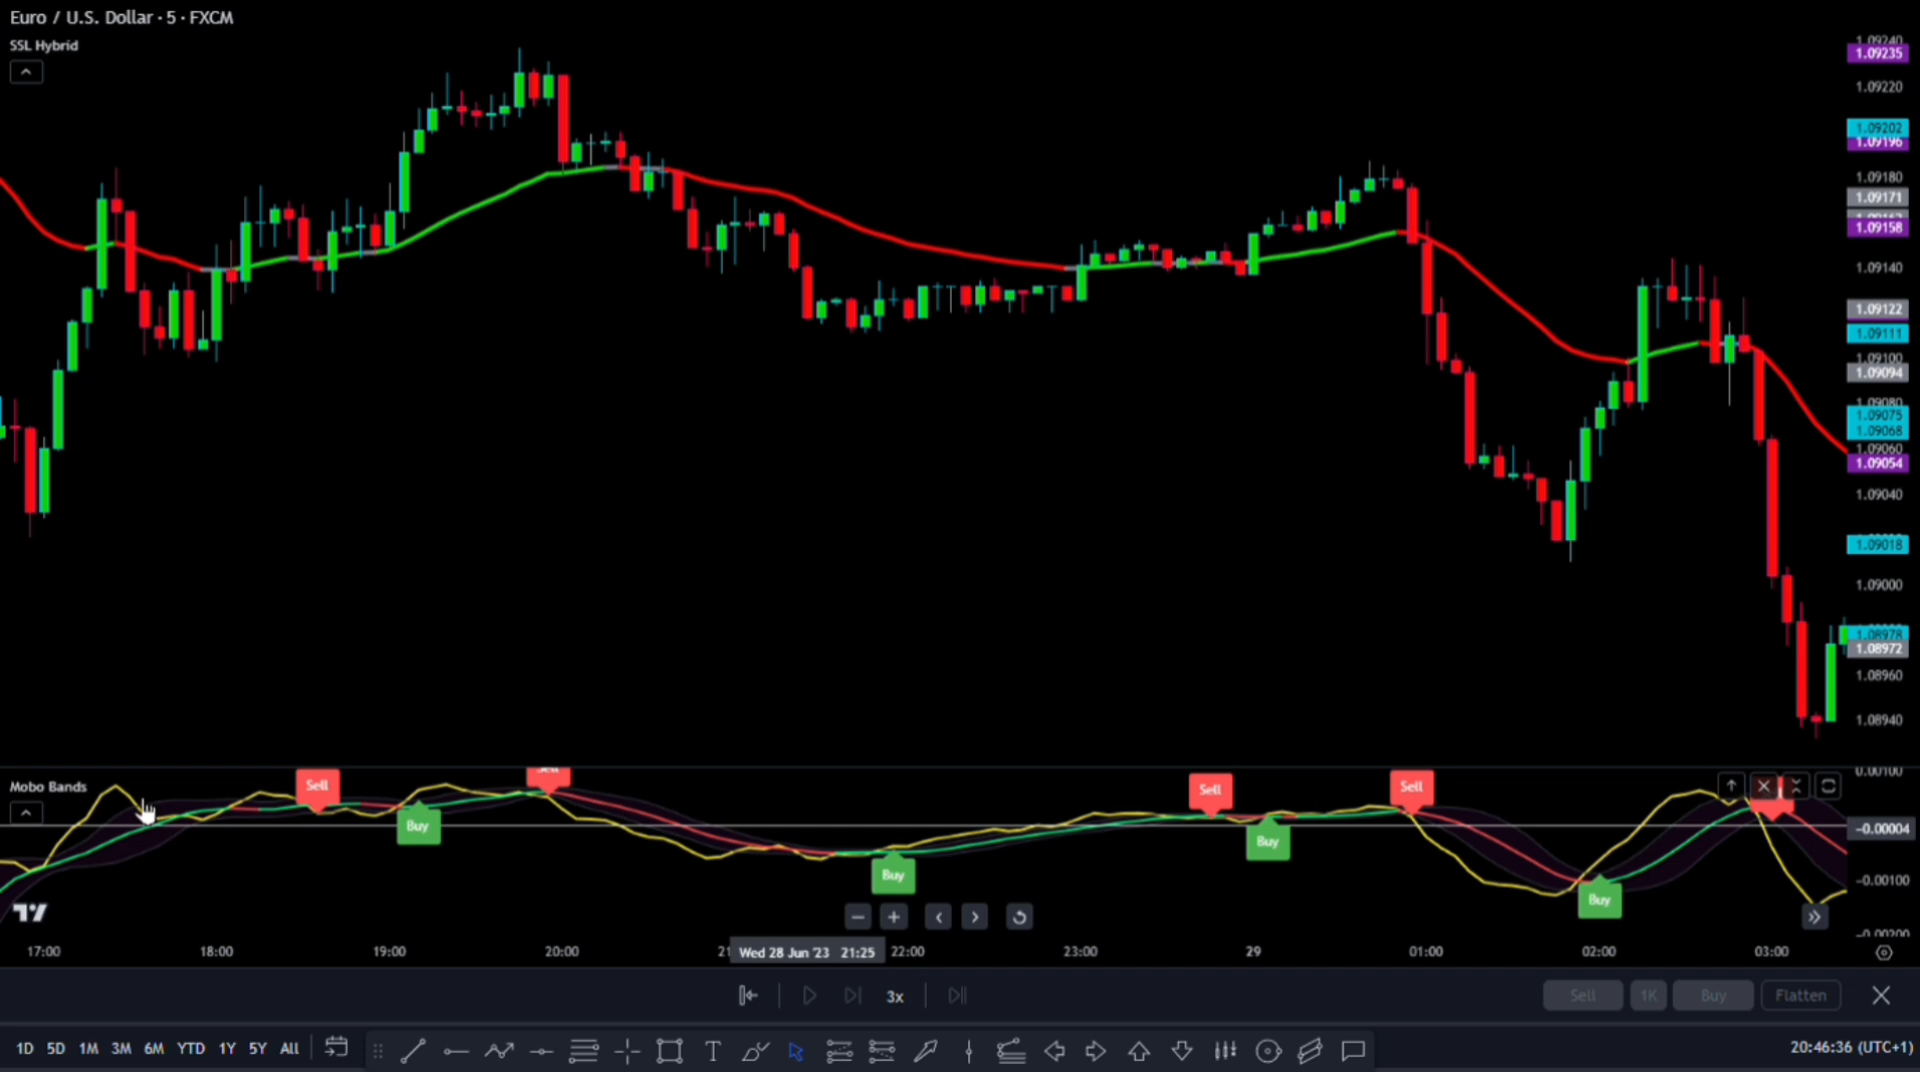 Euro / U.S. Dollar · 5 · FXCM
SSL Hybrid
1.09240
1.09235
1.09220
1.09202
1.09196
1.09180
1.09171
1.09158
1.09140
1.09122
1.09111
1.09100
1.09094
1.09080
1.09075
1.09068
1.09060
1.09054
1.09040
1.09018
1.09000
1.08978
1.08972
1.08960
1.08940
Mobo Bands
Sell
Sell
Sell
Sell
Buy
Buy
Buy
Buy
0.00100
−0.00004
−0.00100
−0.00200
17:00 18:00 19:00 20:00 21 Wed 28 Jun '23 21:25 22:00 23:00 29 01:00 02:00 03:00
3x
Sell 1K Buy Flatten
1D 5D 1M 3M 6M YTD 1Y 5Y All
T
20:46:36 (UTC+1)